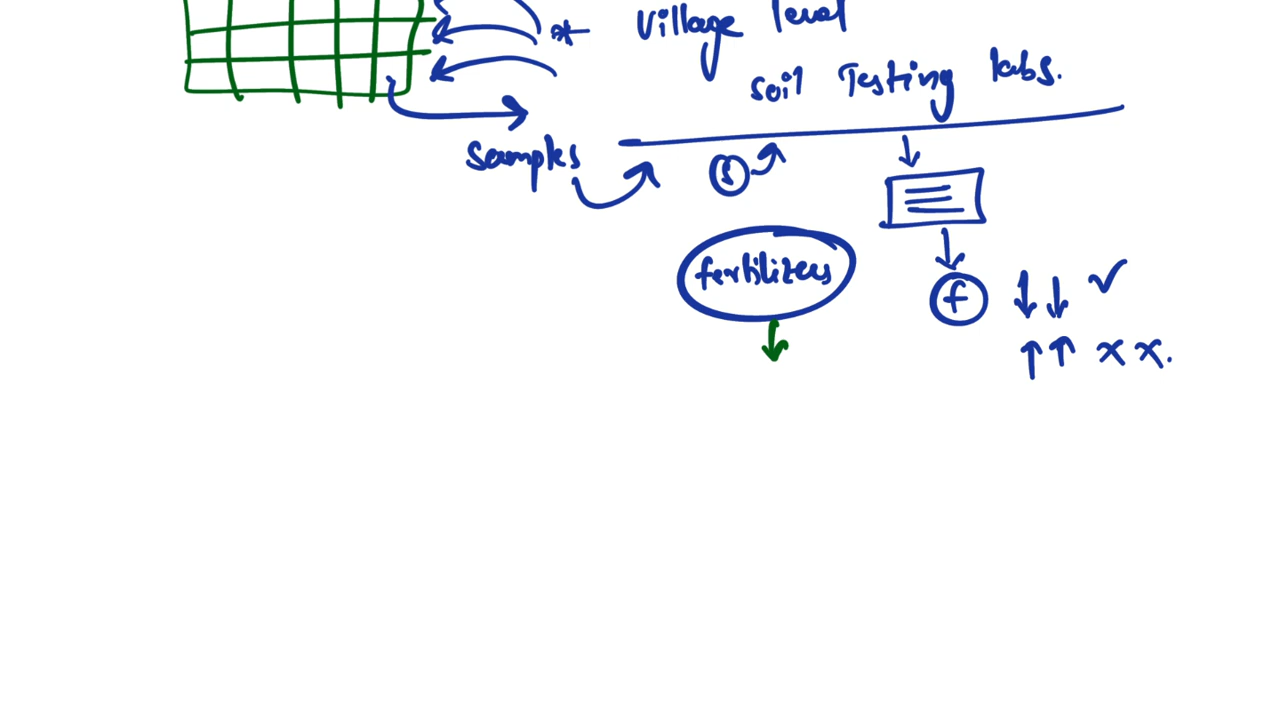 * Village level
Soil Testing labs.
Samples
S
fertilizers
f ↓↓ ✓
↑↑ x x.